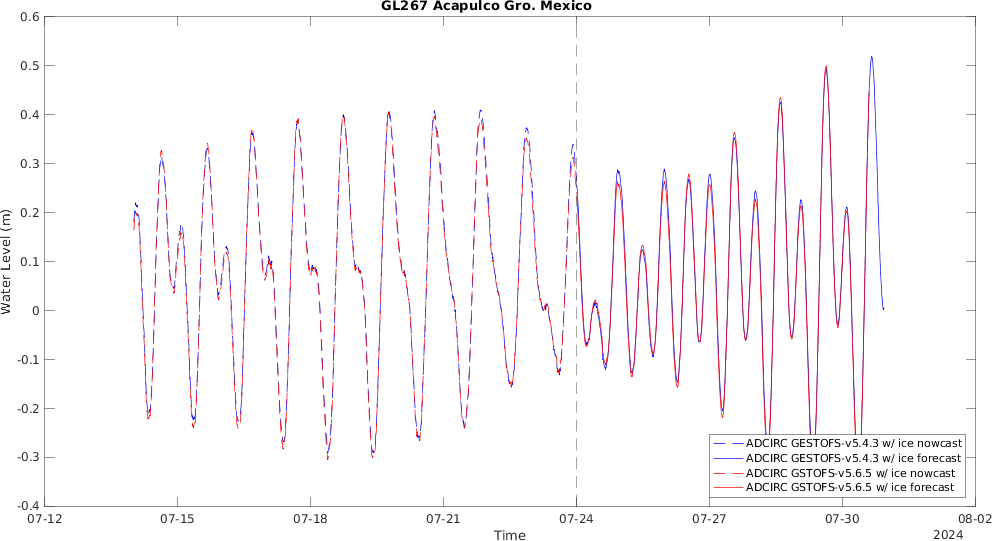 GL267 Acapulco Gro. Mexico
0.6
0.5
0.4
0.3
0.2
0.1
0
-0.1
-0.2
-0.3
-0.4
Water Level (m)
ADCIRC GESTOFS-v5.4.3 w/ ice nowcast
ADCIRC GESTOFS-v5.4.3 w/ ice forecast
ADCIRC GSTOFS-v5.6.5 w/ ice nowcast
ADCIRC GSTOFS-v5.6.5 w/ ice forecast
07-12 07-15 07-18 07-21 07-24 07-27 07-30 08-02
Time
2024